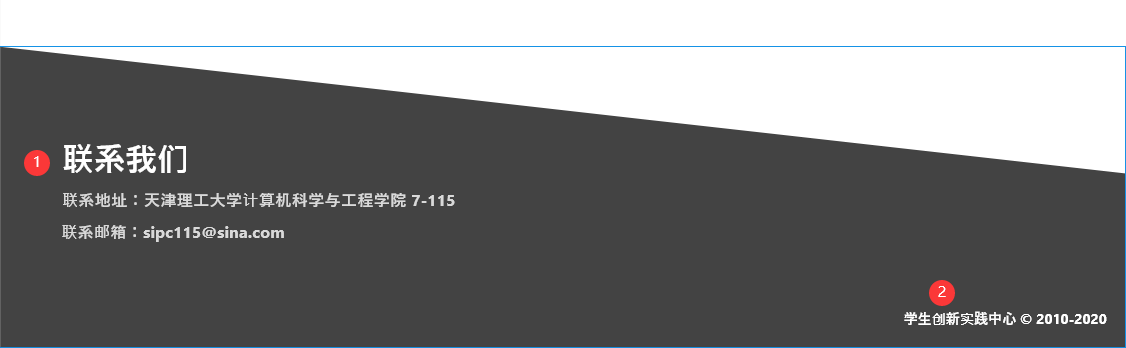 1 联系我们
联系地址：天津理工大学计算机科学与工程学院 7-115
联系邮箱：sipc115@sina.com
2
学生创新实践中心 © 2010-2020